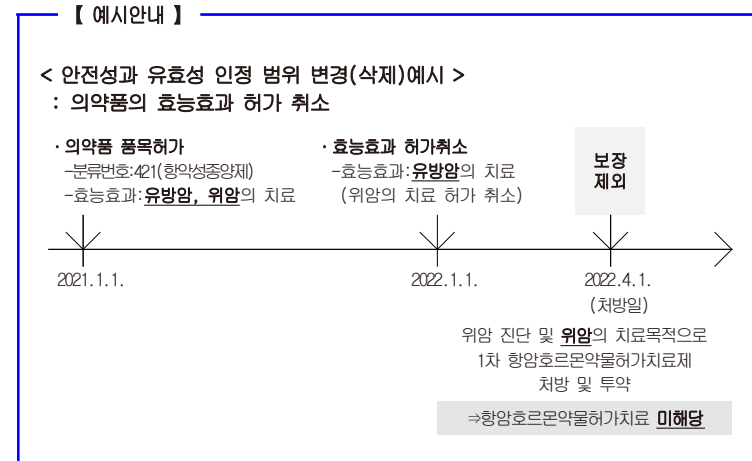 【 예시안내 】
< 안전성과 유효성 인정 범위 변경(삭제)예시 >
: 의약품의 효능효과 허가 취소
· 의약품 품목허가
-분류번호:421(항악성종양제)
-효능효과:유방암, 위암의 치료
· 효능효과 허가취소
-효능효과:유방암의 치료
(위암의 치료 허가 취소)
보장
제외
2021.1.1.
2022.1.1.
2022.4.1.
(처방일)
위암 진단 및 위암의 치료목적으로
1차 항암호르몬약물허가치료제
처방 및 투약
⇒항암호르몬약물허가치료 미해당